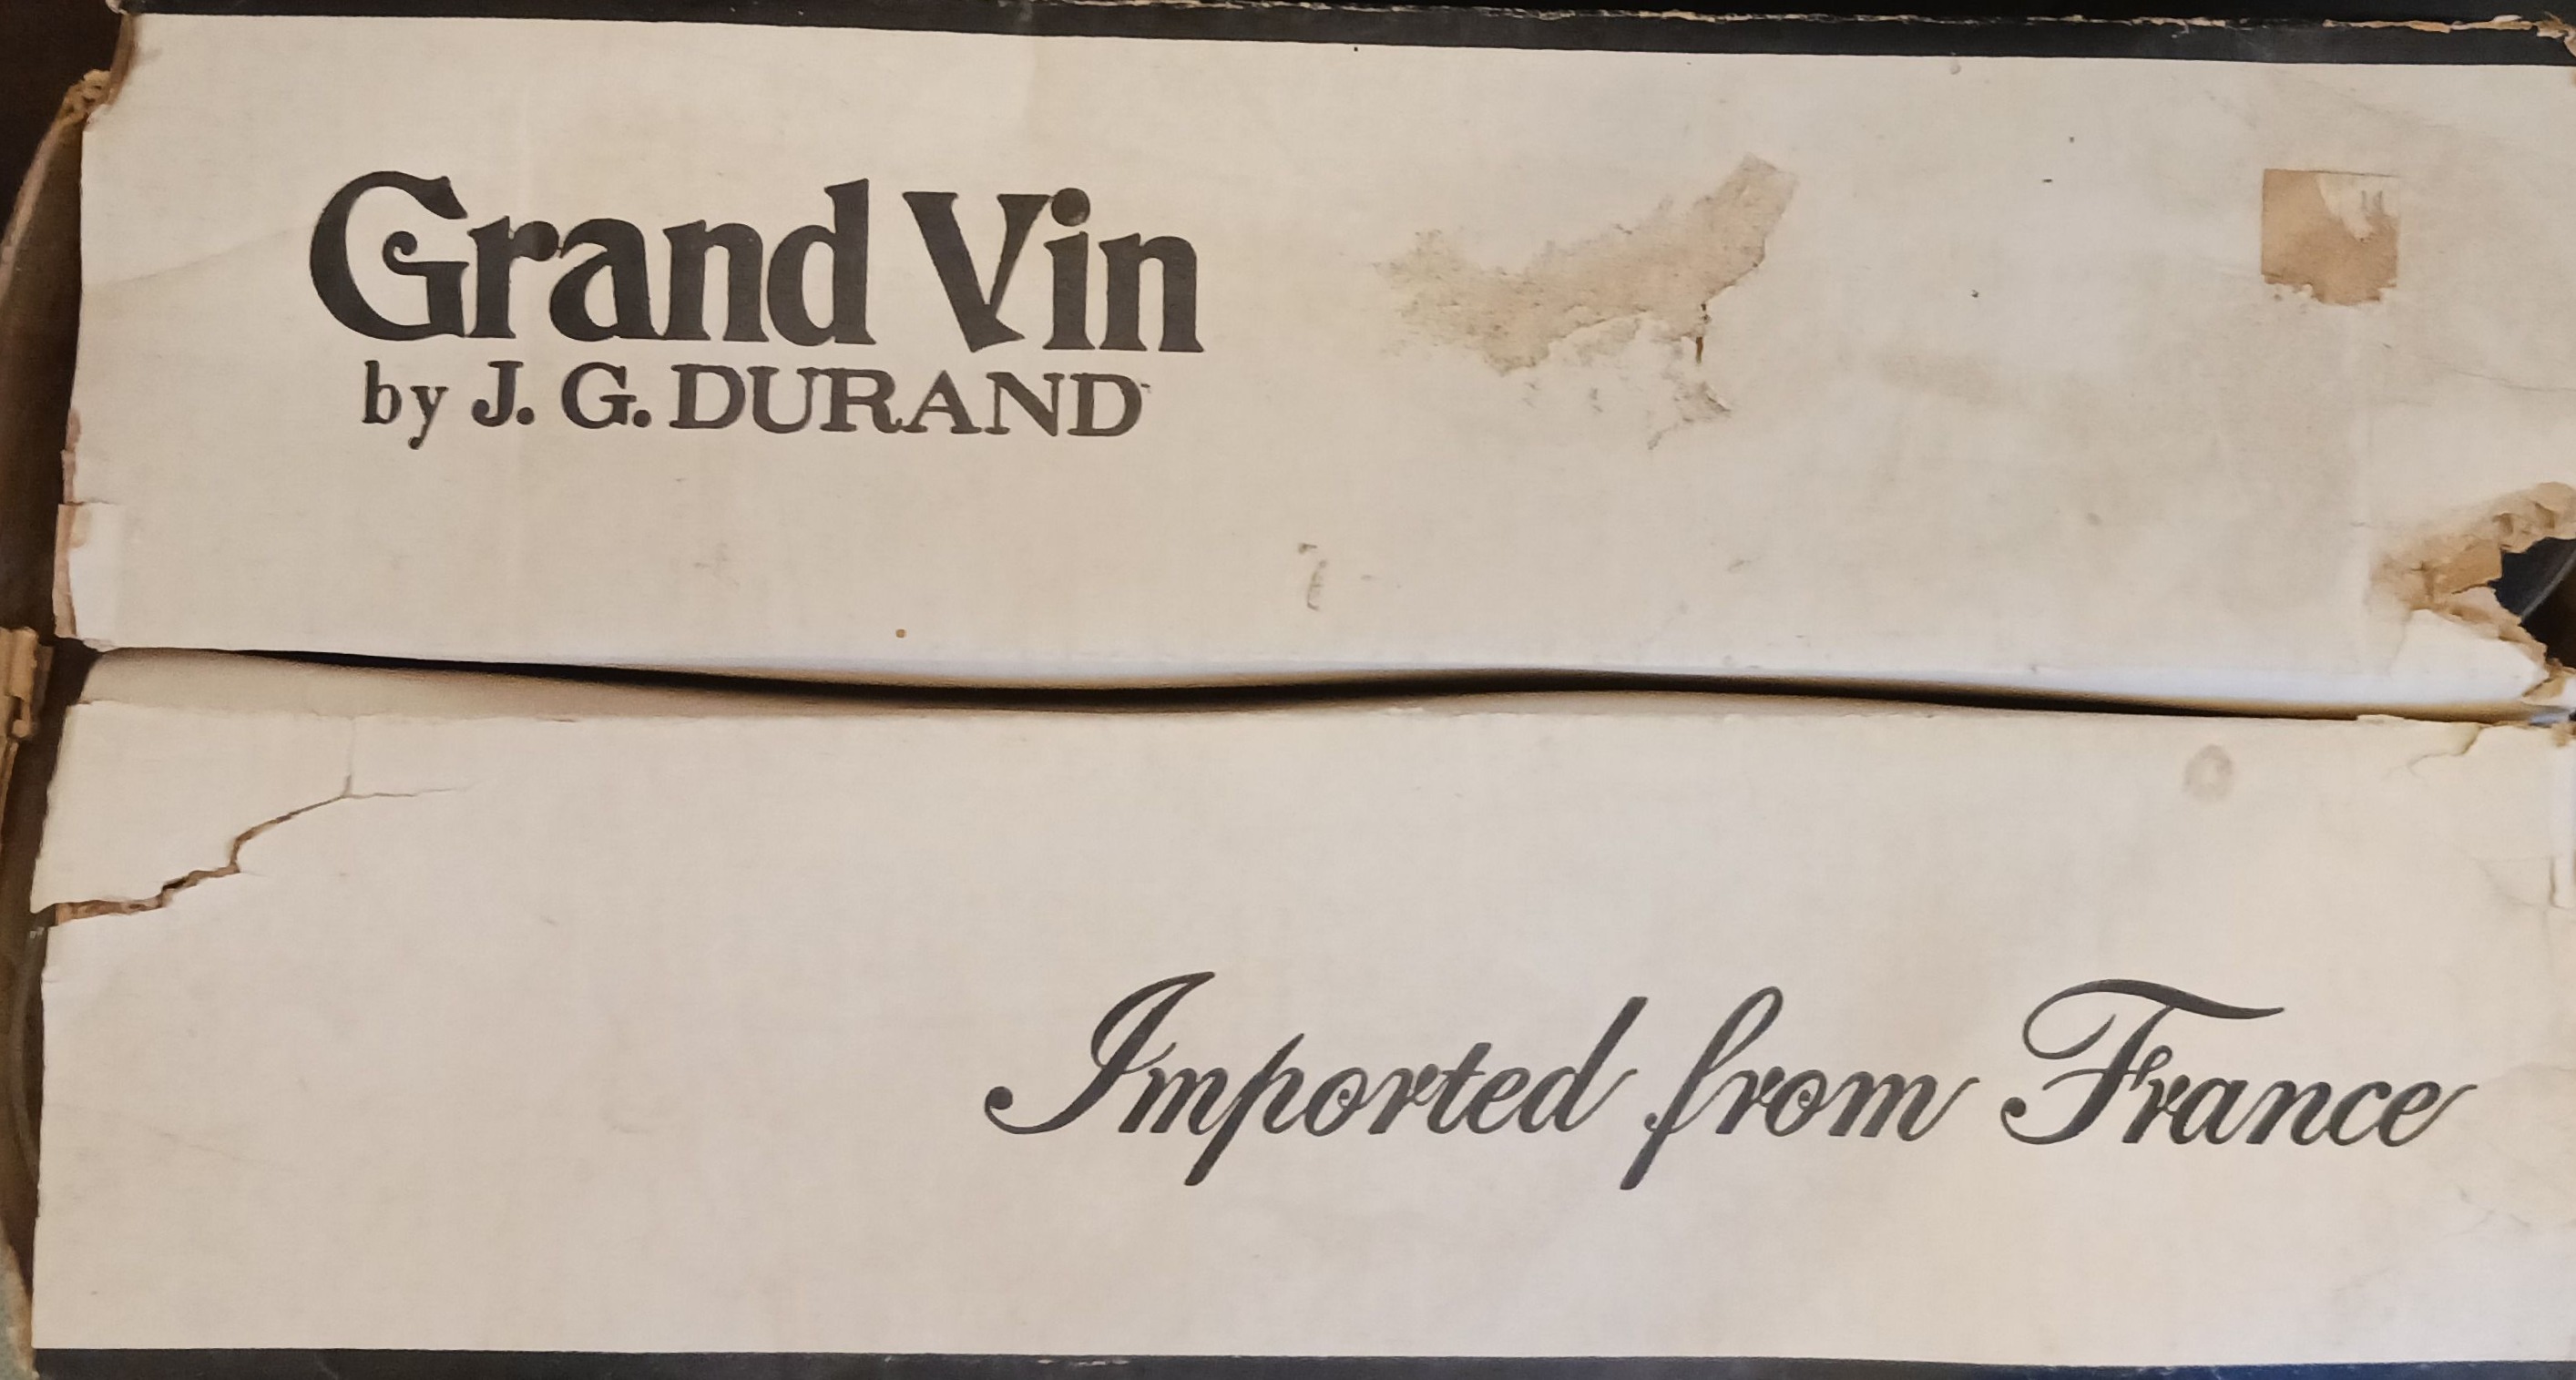 Grand Vin
by J. G. DURAND
Imported from France